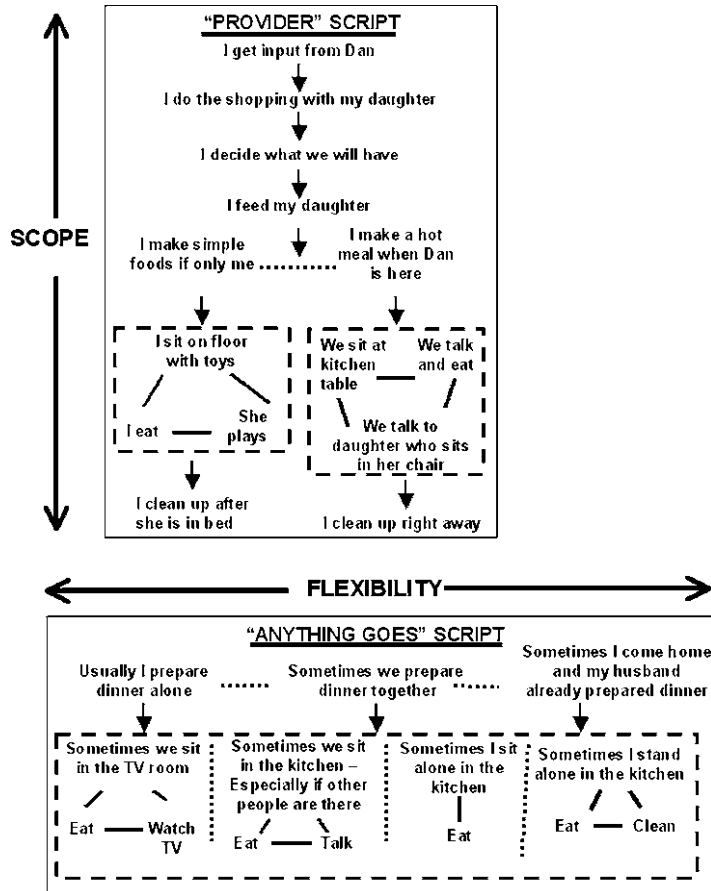 "PROVIDER" SCRIPT
I get input from Dan
I do the shopping with my daughter
I decide what we will have
I feed my daughter
SCOPE
I make simple
foods if only me
I make a hot
meal when Dan
is here
I sit on floor
with toys
I eat
She
plays
We sit at
kitchen
table
We talk
and eat
We talk to
daughter who sits
in her chair
I clean up after
she is in bed
I clean up right away
FLEXIBILITY
"ANYTHING GOES" SCRIPT
Usually I prepare
dinner alone
Sometimes we prepare
dinner together
Sometimes I come home
and my husband
already prepared dinner
Sometimes we sit
in the TV room
Eat
Watch
TV
Sometimes we sit
in the kitchen –
Especially if other
people are there
Eat
Talk
Sometimes I sit
alone in the
kitchen
Eat
Sometimes I stand
alone in the kitchen
Eat
Clean